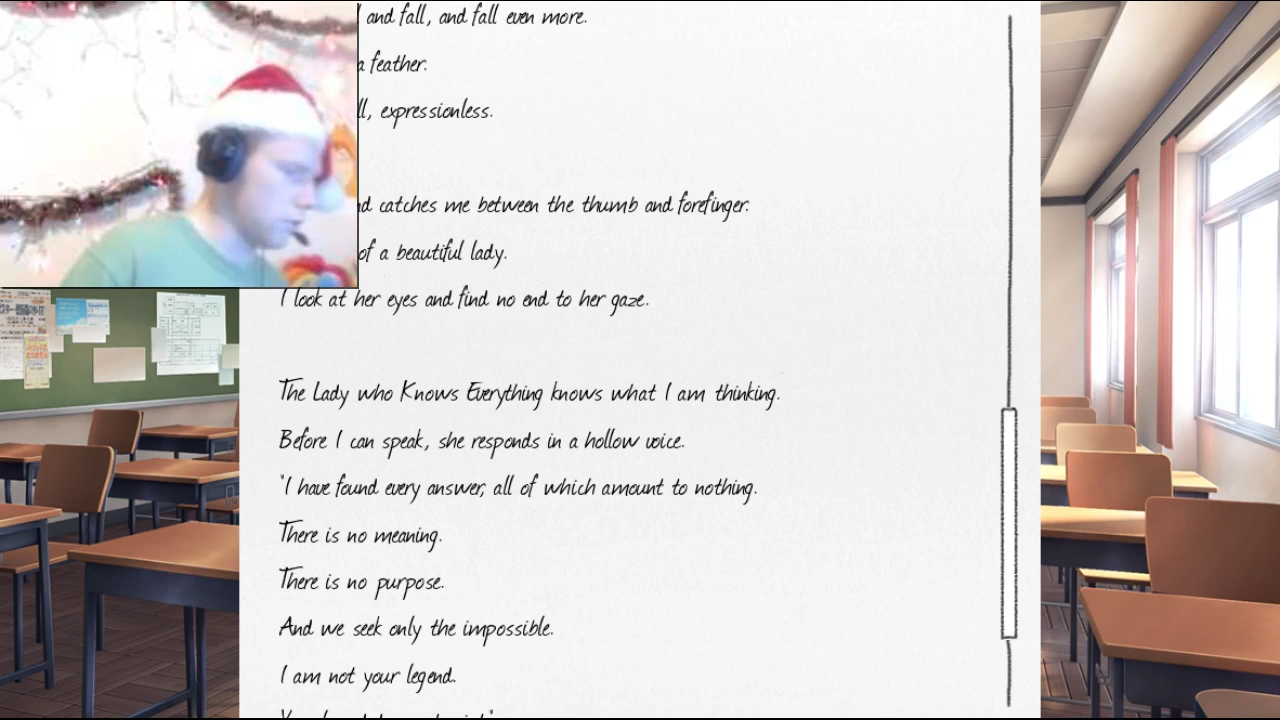 and fall, and fall even more.
a feather.
expressionless.
catches me between the thumb and forefinger.
of a beautiful lady.
I look at her eyes and find no end to her gaze.
The Lady who Knows Everything knows what I am thinking.
Before I can speak, she responds in a hollow voice.
"I have found every answer, all of which amount to nothing.
There is no meaning.
There is no purpose.
And we seek only the impossible.
I am not your legend.